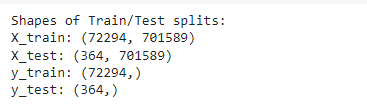 Shapes of Train/Test splits:
X_train: (72294, 701589)
X_test: (364, 701589)
y_train: (72294,)
y_test: (364,)